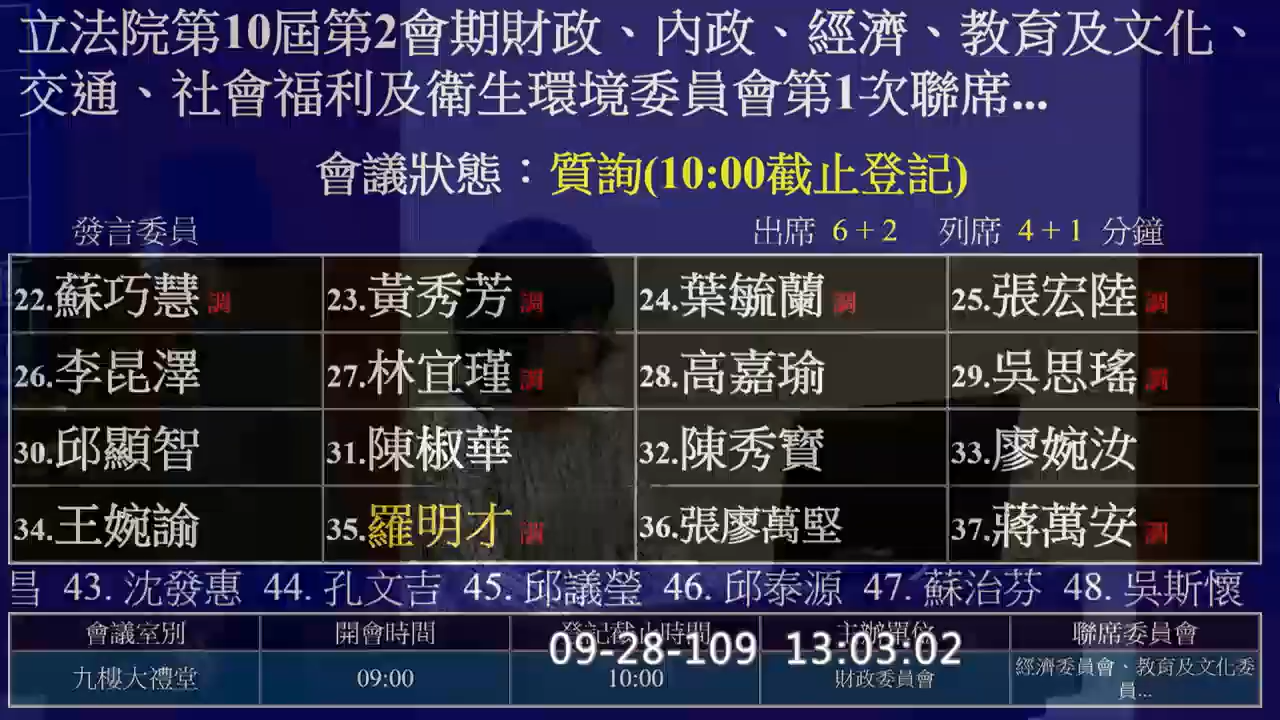 立法院第10屆第2會期財政、內政、經濟、教育及文化、
交通、社會福利及衛生環境委員會第1次聯席...
會議狀態：質詢(10:00截止登記)
發言委員 出席 6 + 2 列席 4 + 1 分鐘
22.蘇巧慧 調 23.黃秀芳 調 24.葉毓蘭 調 25.張宏陸 調
26.李昆澤 27.林宜瑾 調 28.高嘉瑜 29.吳思瑤 調
30.邱顯智 31.陳椒華 32.陳秀寳 33.廖婉汝
34.王婉諭 35.羅明才 調 36.張廖萬堅 37.蔣萬安 調
昌 43. 沈發惠 44. 孔文吉 45. 邱議瑩 46. 邱泰源 47. 蘇治芬 48. 吳斯懷
會議室別 開會時間 登記截止時間 主辦單位 聯席委員會
09-28-109 13:03:02
九樓大禮堂 09:00 10:00 財政委員會 經濟委員會、教育及文化委
員...